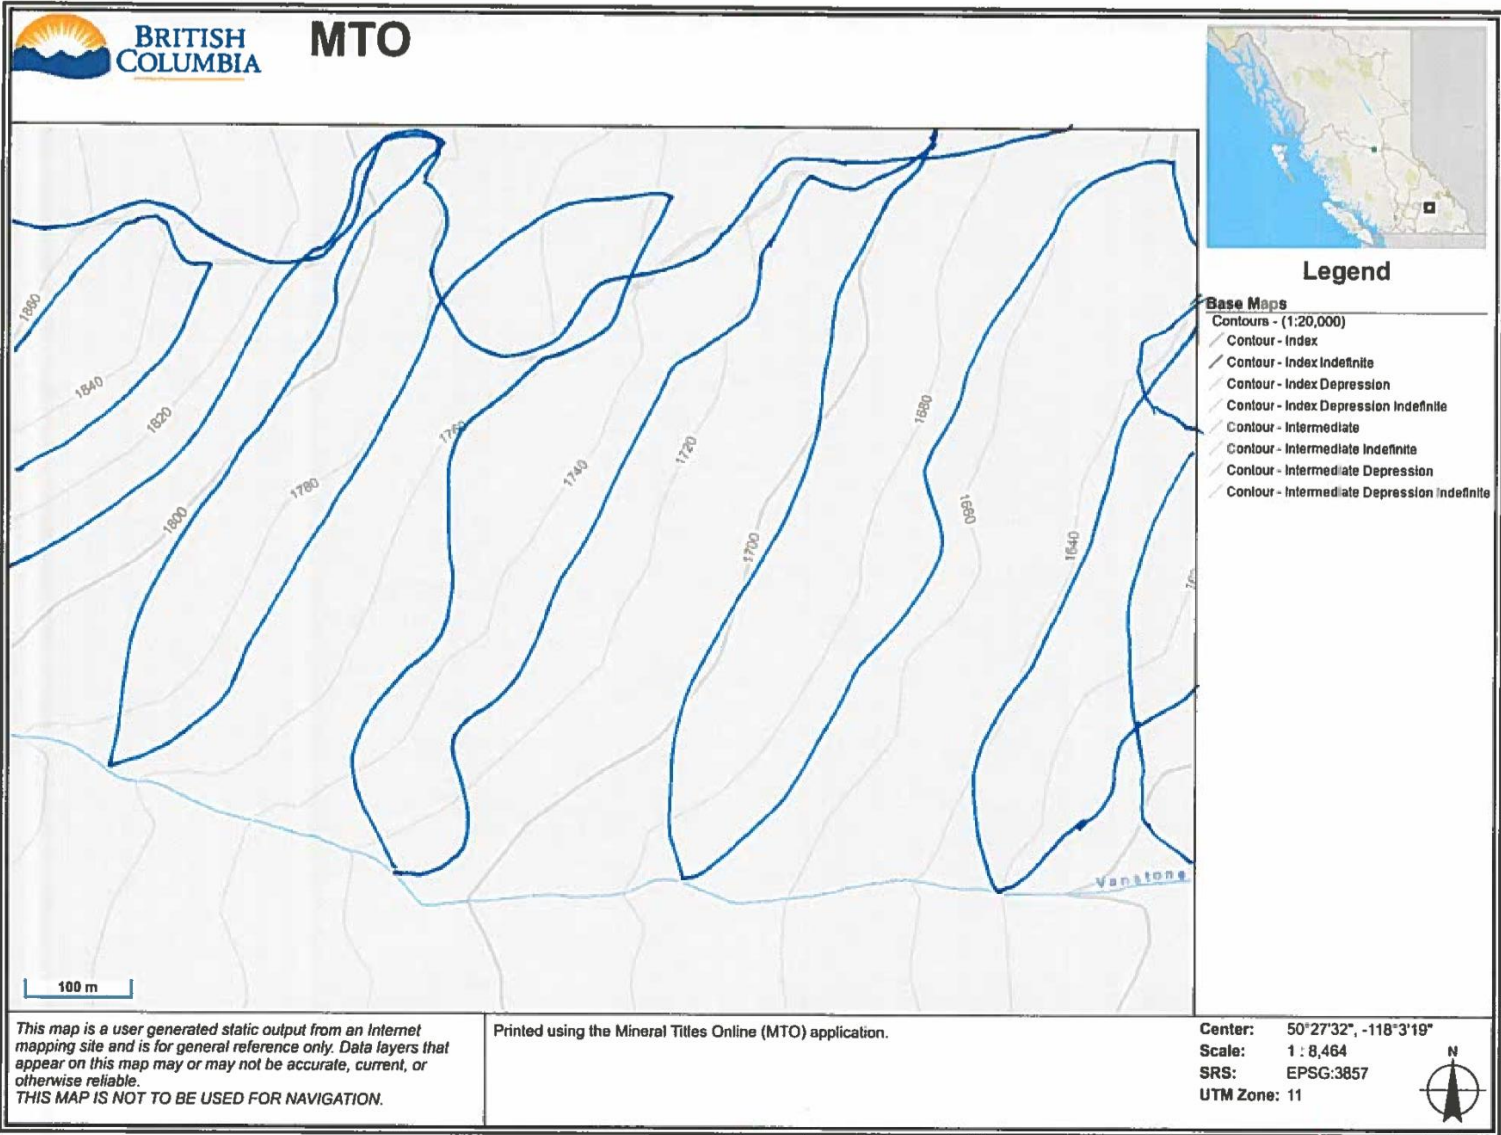 BRITISH
COLUMBIA
MTO
1860
1840
1820
1800
1780
1760
1740
1720
1700
1680
1680
1640
Vanstone
100 m
Legend
Base Maps
Contours - (1:20,000)
Contour - Index
Contour - Index Indefinite
Contour - Index Depression
Contour - Index Depression Indefinite
Contour - Intermediate
Contour - Intermediate Indefinite
Contour - Intermediate Depression
Contour - Intermediate Depression Indefinite
This map is a user generated static output from an Internet
mapping site and is for general reference only. Data layers that
appear on this map may or may not be accurate, current, or
otherwise reliable.
THIS MAP IS NOT TO BE USED FOR NAVIGATION.
Printed using the Mineral Titles Online (MTO) application.
Center: 50°27'32", -118°3'19"
Scale: 1 : 8,464
SRS: EPSG:3857
UTM Zone: 11
N